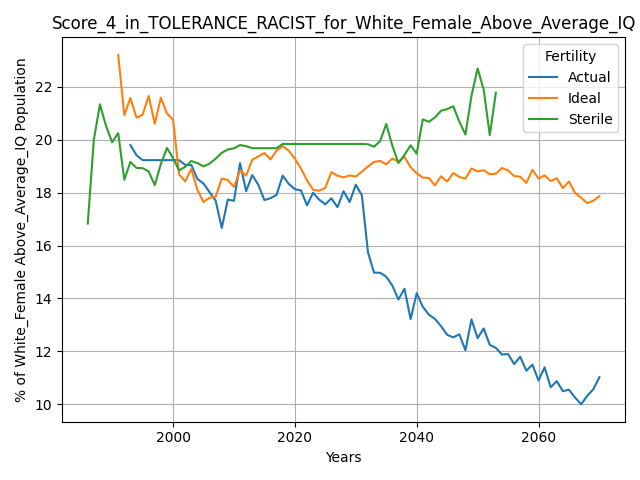 Score_4_in_TOLERANCE_RACIST_for_White_Female_Above_Average_IQ
% of White_Female Above_Average_IQ Population
22
20
18
16
14
12
10
Fertility
Actual
Ideal
Sterile
2000
2020
2040
2060
Years